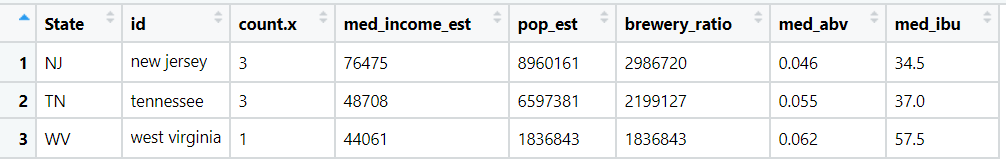 State id count.x med_income_est pop_est brewery_ratio med_abv med_ibu
1 NJ new jersey 3 76475 8960161 2986720 0.046 34.5
2 TN tennessee 3 48708 6597381 2199127 0.055 37.0
3 WV west virginia 1 44061 1836843 1836843 0.062 57.5